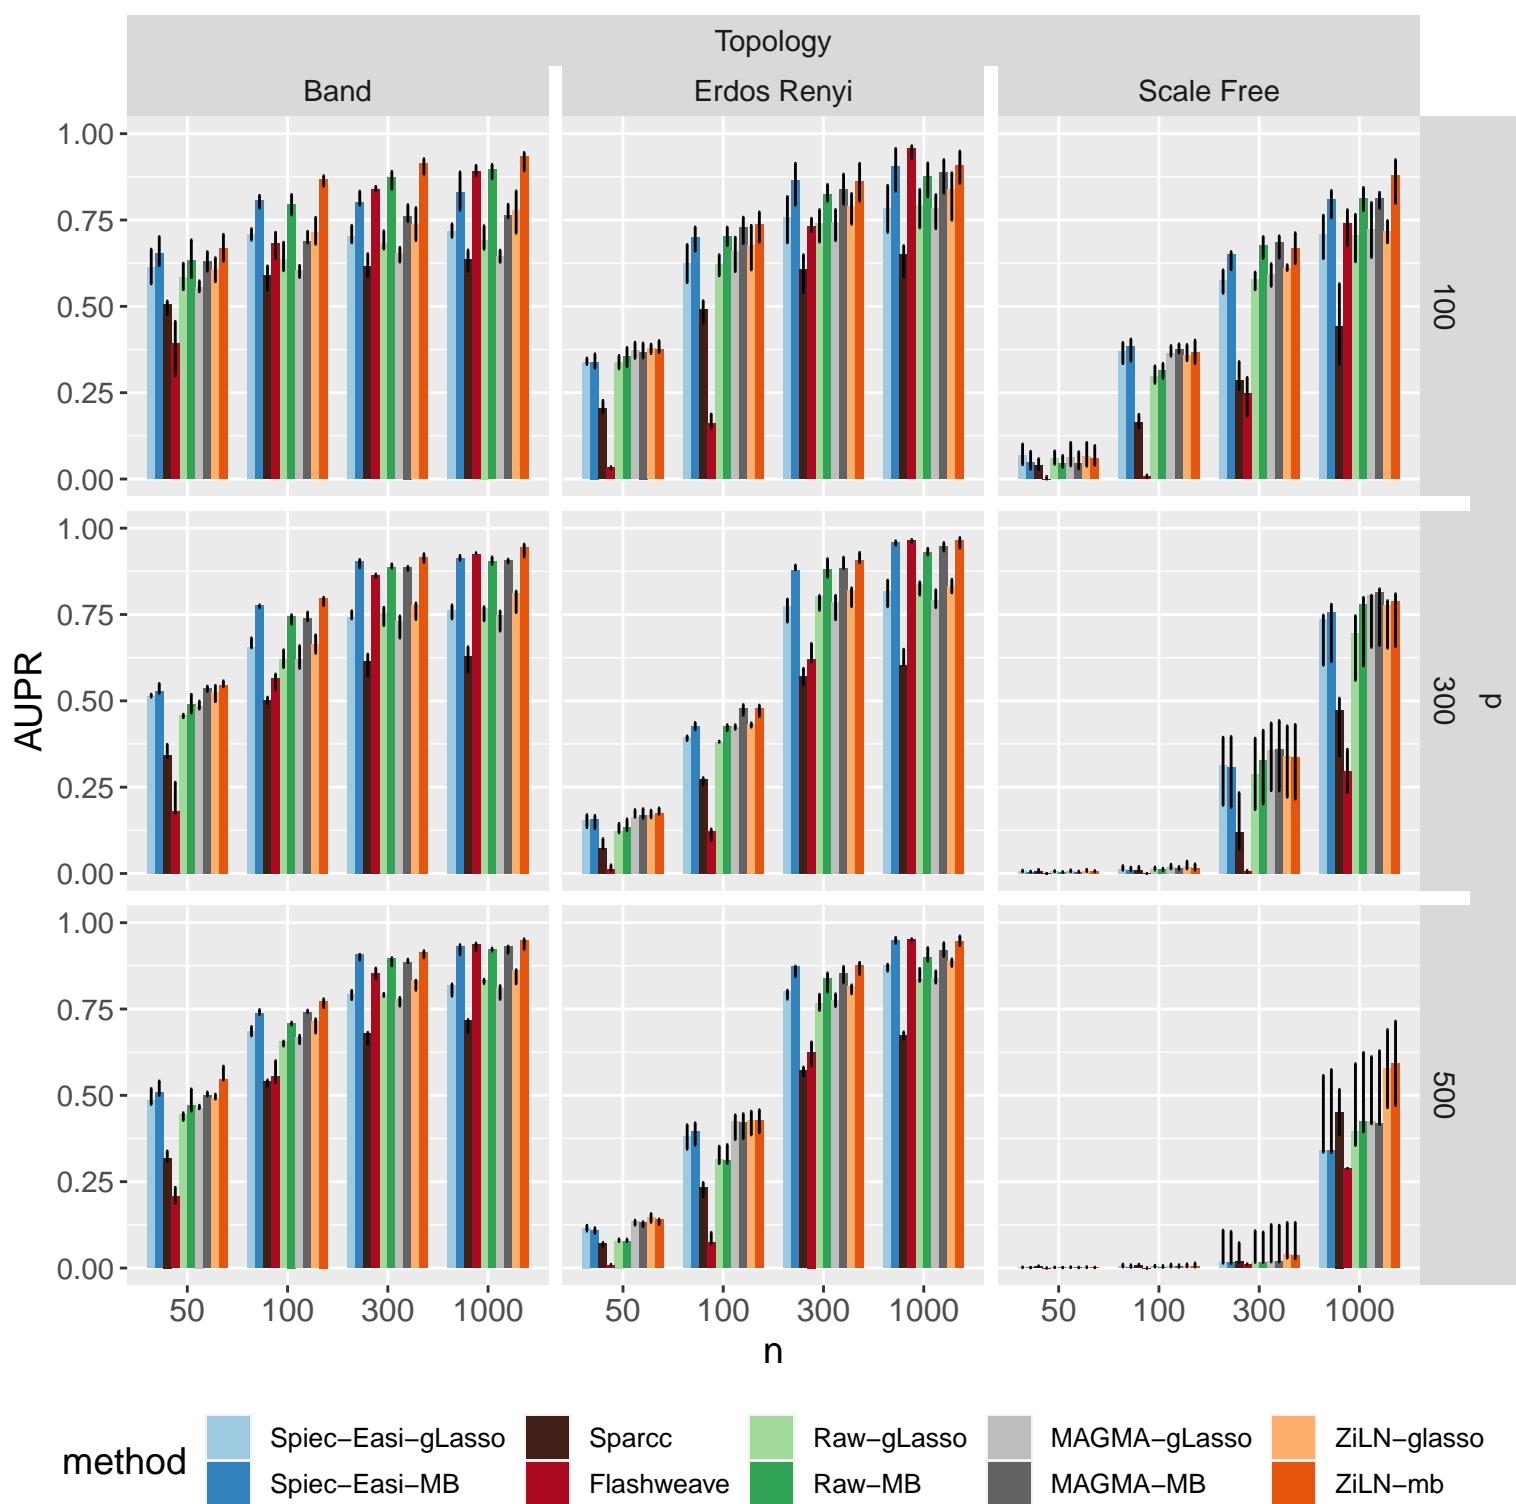 Topology
Band Erdos Renyi Scale Free
1.00
0.75
0.50
0.25
0.00
100
1.00
0.75
0.50
0.25
0.00
300
1.00
0.75
0.50
0.25
0.00
500
AUPR
p
50 100 300 1000 50 100 300 1000 50 100 300 1000
n
method
Spiec−Easi−gLasso Sparcc Raw−gLasso MAGMA−gLasso ZiLN−glasso
Spiec−Easi−MB Flashweave Raw−MB MAGMA−MB ZiLN−mb